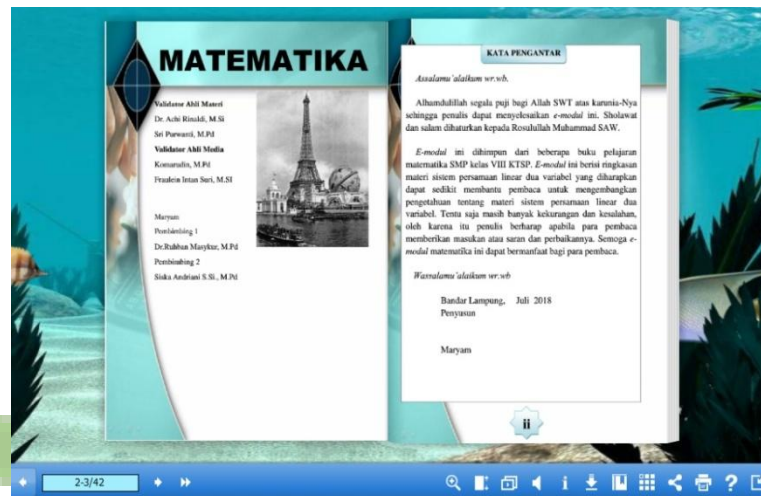 MATEMATIKA
Validator Ahli Materi
Dr. Achi Rinaldi, M.Si
Sri Purwanti, M.Pd
Validator Ahli Media
Komarudin, M.Pd
Fraulein Intan Suri, M.SI
Maryam
Pembimbing 1
Dr.Ruhban Masykur, M.Pd
Pembimbing 2
Siska Andriani S.Si., M.Pd
KATA PENGANTAR
Assalamu'alaikum wr.wb.
Alhamdulillah segala puji bagi Allah SWT atas karunia-Nya
sehingga penulis dapat menyelesaikan e-modul ini. Sholawat
dan salam dihaturkan kepada Rosulullah Muhammad SAW.
E-modul ini dihimpun dari beberapa buku pelajaran
matematika SMP kelas VIII KTSP. E-modul ini berisi ringkasan
materi sistem persamaan linear dua variabel yang diharapkan
dapat sedikit membantu pembaca untuk mengembangkan
pengetahuan tentang materi sistem persamaan linear dua
variabel. Tentu saja masih banyak kekurangan dan kesalahan,
oleh karena itu penulis berharap apabila para pembaca
memberikan masukan atau saran dan perbaikannya. Semoga e-
modul matematika ini dapat bermanfaat bagi para pembaca.
Wassalamu'alaikum wr.wb
Bandar Lampung, Juli 2018
Penyusun
Maryam
ii
2-3/42